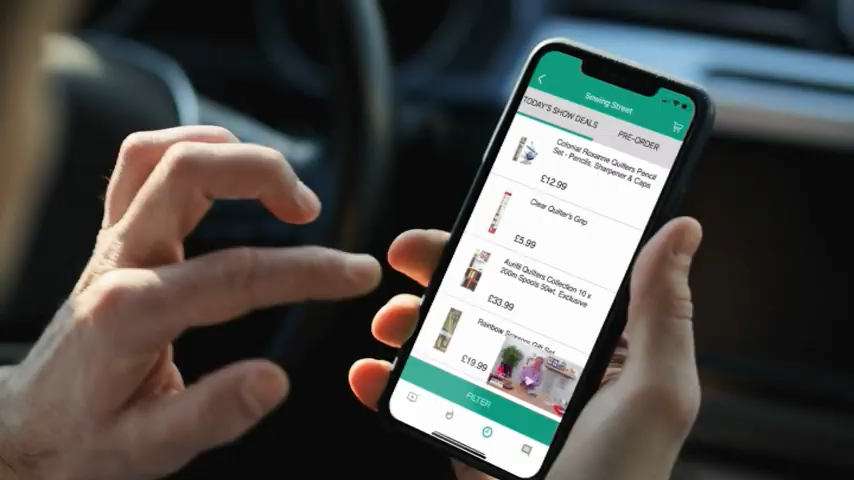 Sewing Street
TODAY'S SHOW DEALS
PRE-ORDER
Colonial Roxanne Quilters Pencil
Set - Pencils, Sharpener & Caps
£12.99
Clear Quilter's Grip
£5.99
Aurifil Quilters Collection 10 x
200m Spools 50wt. Exclusive
£33.99
Rainbow Scissors Gift Set
£19.99
FILTER